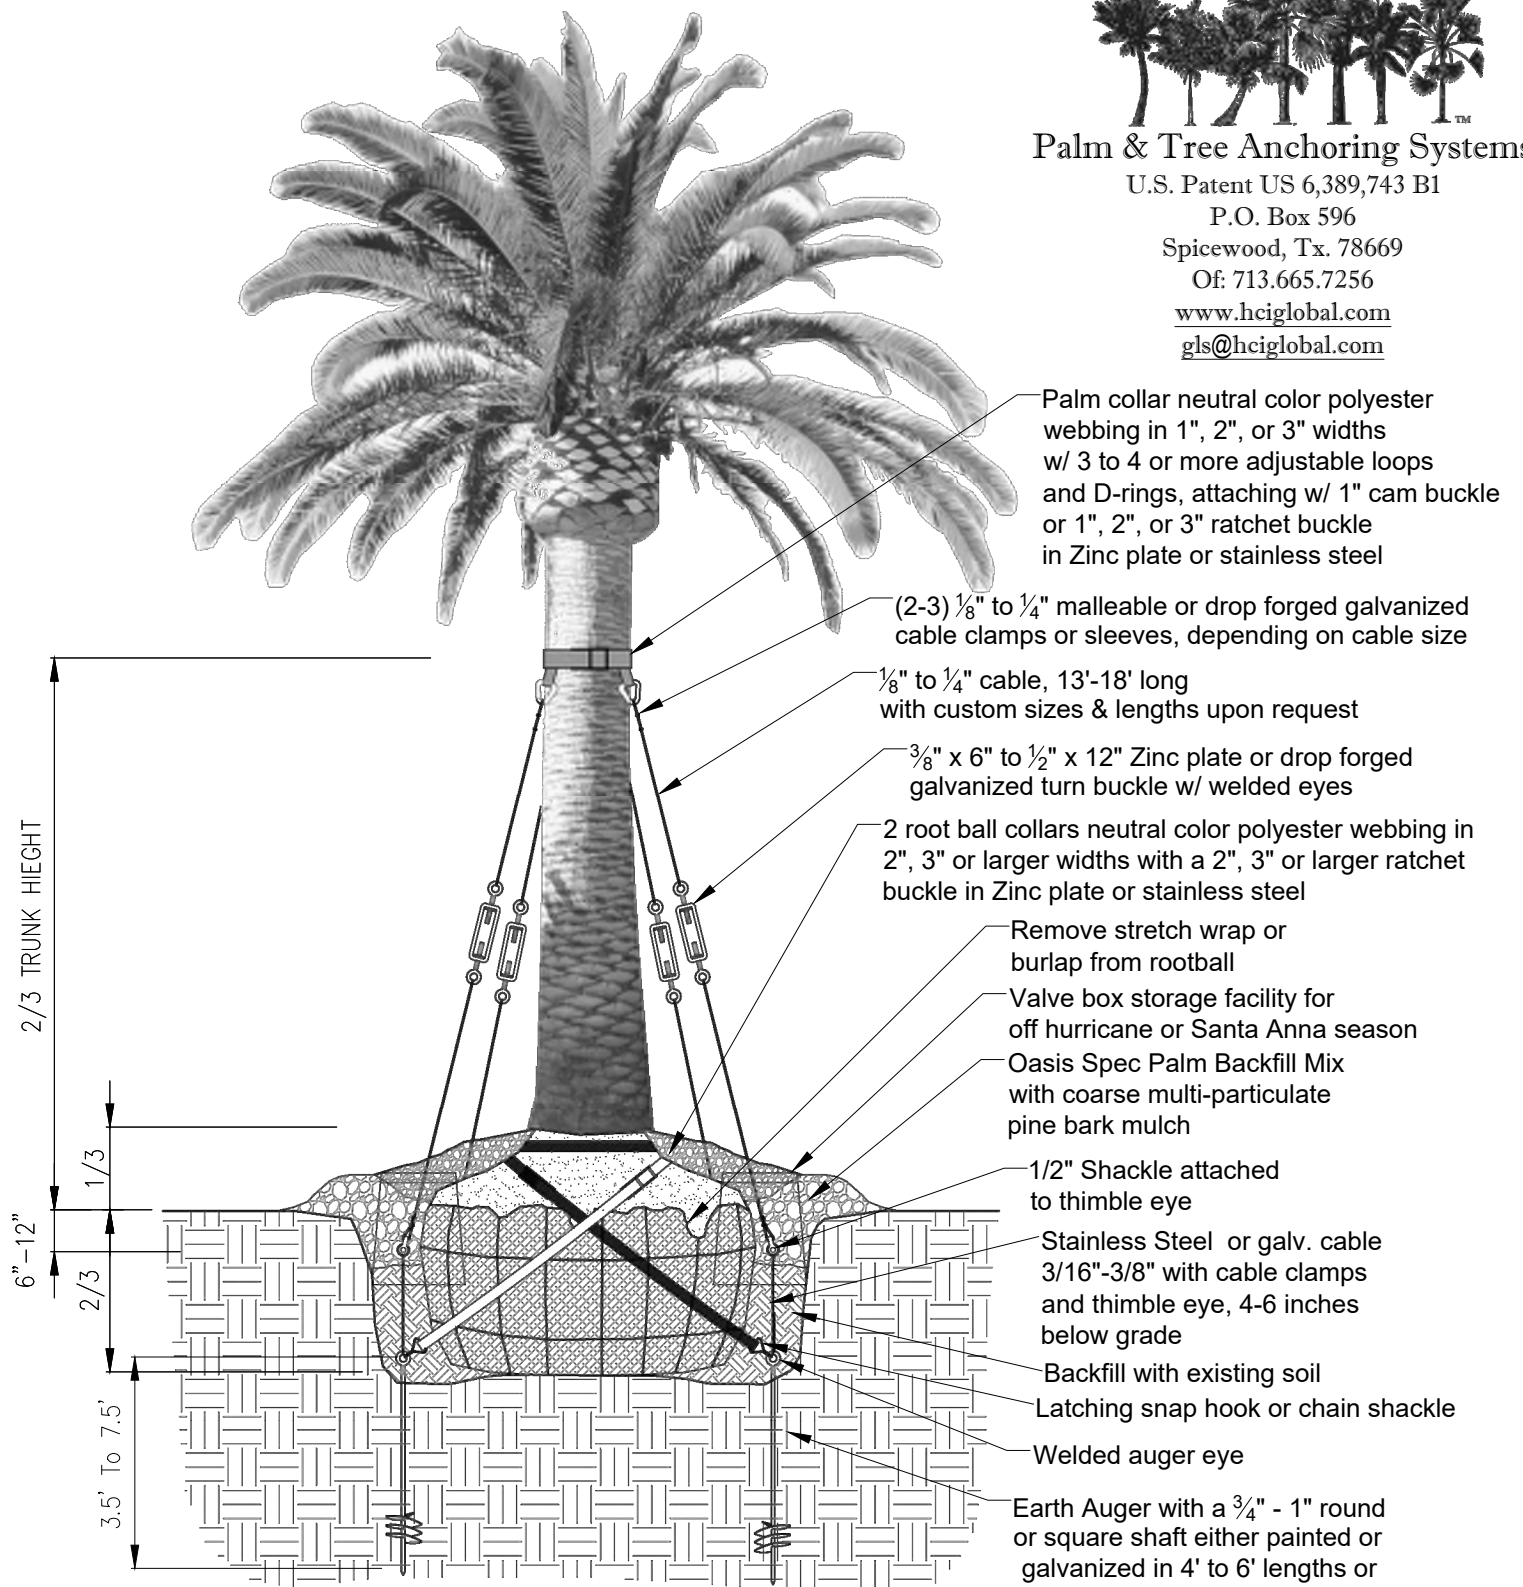 TM
Palm & Tree Anchoring Systems
U.S. Patent US 6,389,743 B1
P.O. Box 596
Spicewood, Tx. 78669
Of: 713.665.7256
www.hciglobal.com
gls@hciglobal.com
Palm collar neutral color polyester
webbing in 1", 2", or 3" widths
w/ 3 to 4 or more adjustable loops
and D-rings, attaching w/ 1" cam buckle
or 1", 2", or 3" ratchet buckle
in Zinc plate or stainless steel
(2-3) 1/8" to 1/4" malleable or drop forged galvanized
cable clamps or sleeves, depending on cable size
1/8" to 1/4" cable, 13'-18' long
with custom sizes & lengths upon request
3/8" x 6" to 1/2" x 12" Zinc plate or drop forged
galvanized turn buckle w/ welded eyes
2 root ball collars neutral color polyester webbing in
2", 3" or larger widths with a 2", 3" or larger ratchet
buckle in Zinc plate or stainless steel
Remove stretch wrap or
burlap from rootball
Valve box storage facility for
off hurricane or Santa Anna season
Oasis Spec Palm Backfill Mix
with coarse multi-particulate
pine bark mulch
1/2" Shackle attached
to thimble eye
Stainless Steel or galv. cable
3/16"-3/8" with cable clamps
and thimble eye, 4-6 inches
below grade
Backfill with existing soil
Latching snap hook or chain shackle
Welded auger eye
Earth Auger with a 3/4" - 1" round
or square shaft either painted or
galvanized in 4' to 6' lengths or
2/3 TRUNK HIEGHT
1/3
6"-12"
2/3
3.5' To 7.5'